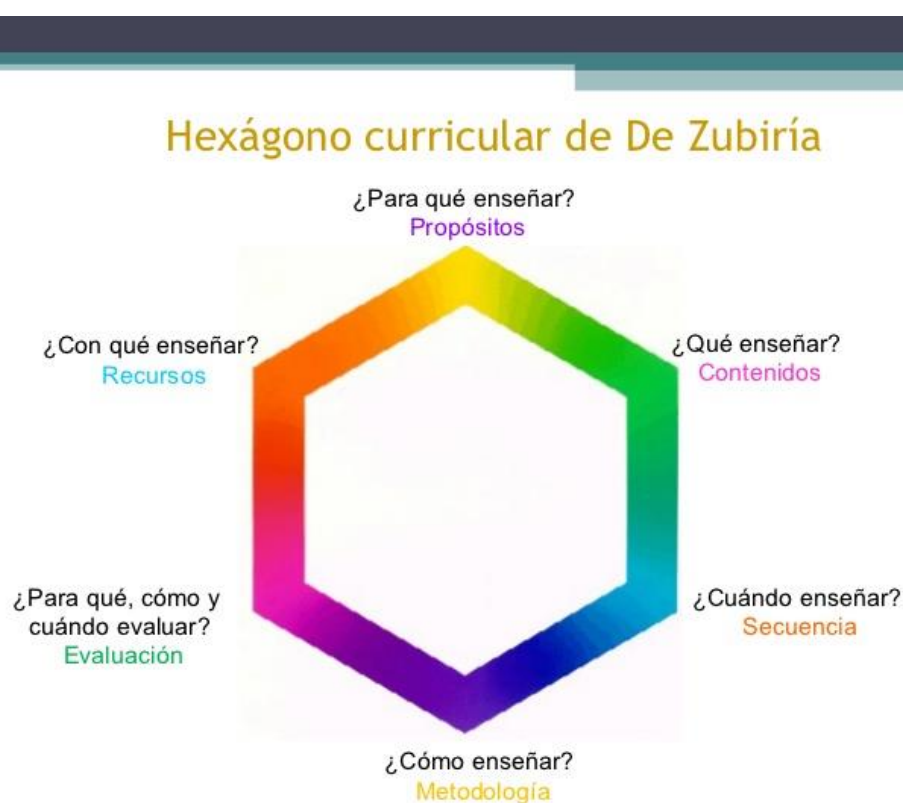 Hexágono curricular de De Zubiría
¿Para qué enseñar?
Propósitos
¿Con qué enseñar?
Recursos
¿Qué enseñar?
Contenidos
¿Para qué, cómo y
cuándo evaluar?
Evaluación
¿Cuándo enseñar?
Secuencia
¿Cómo enseñar?
Metodología